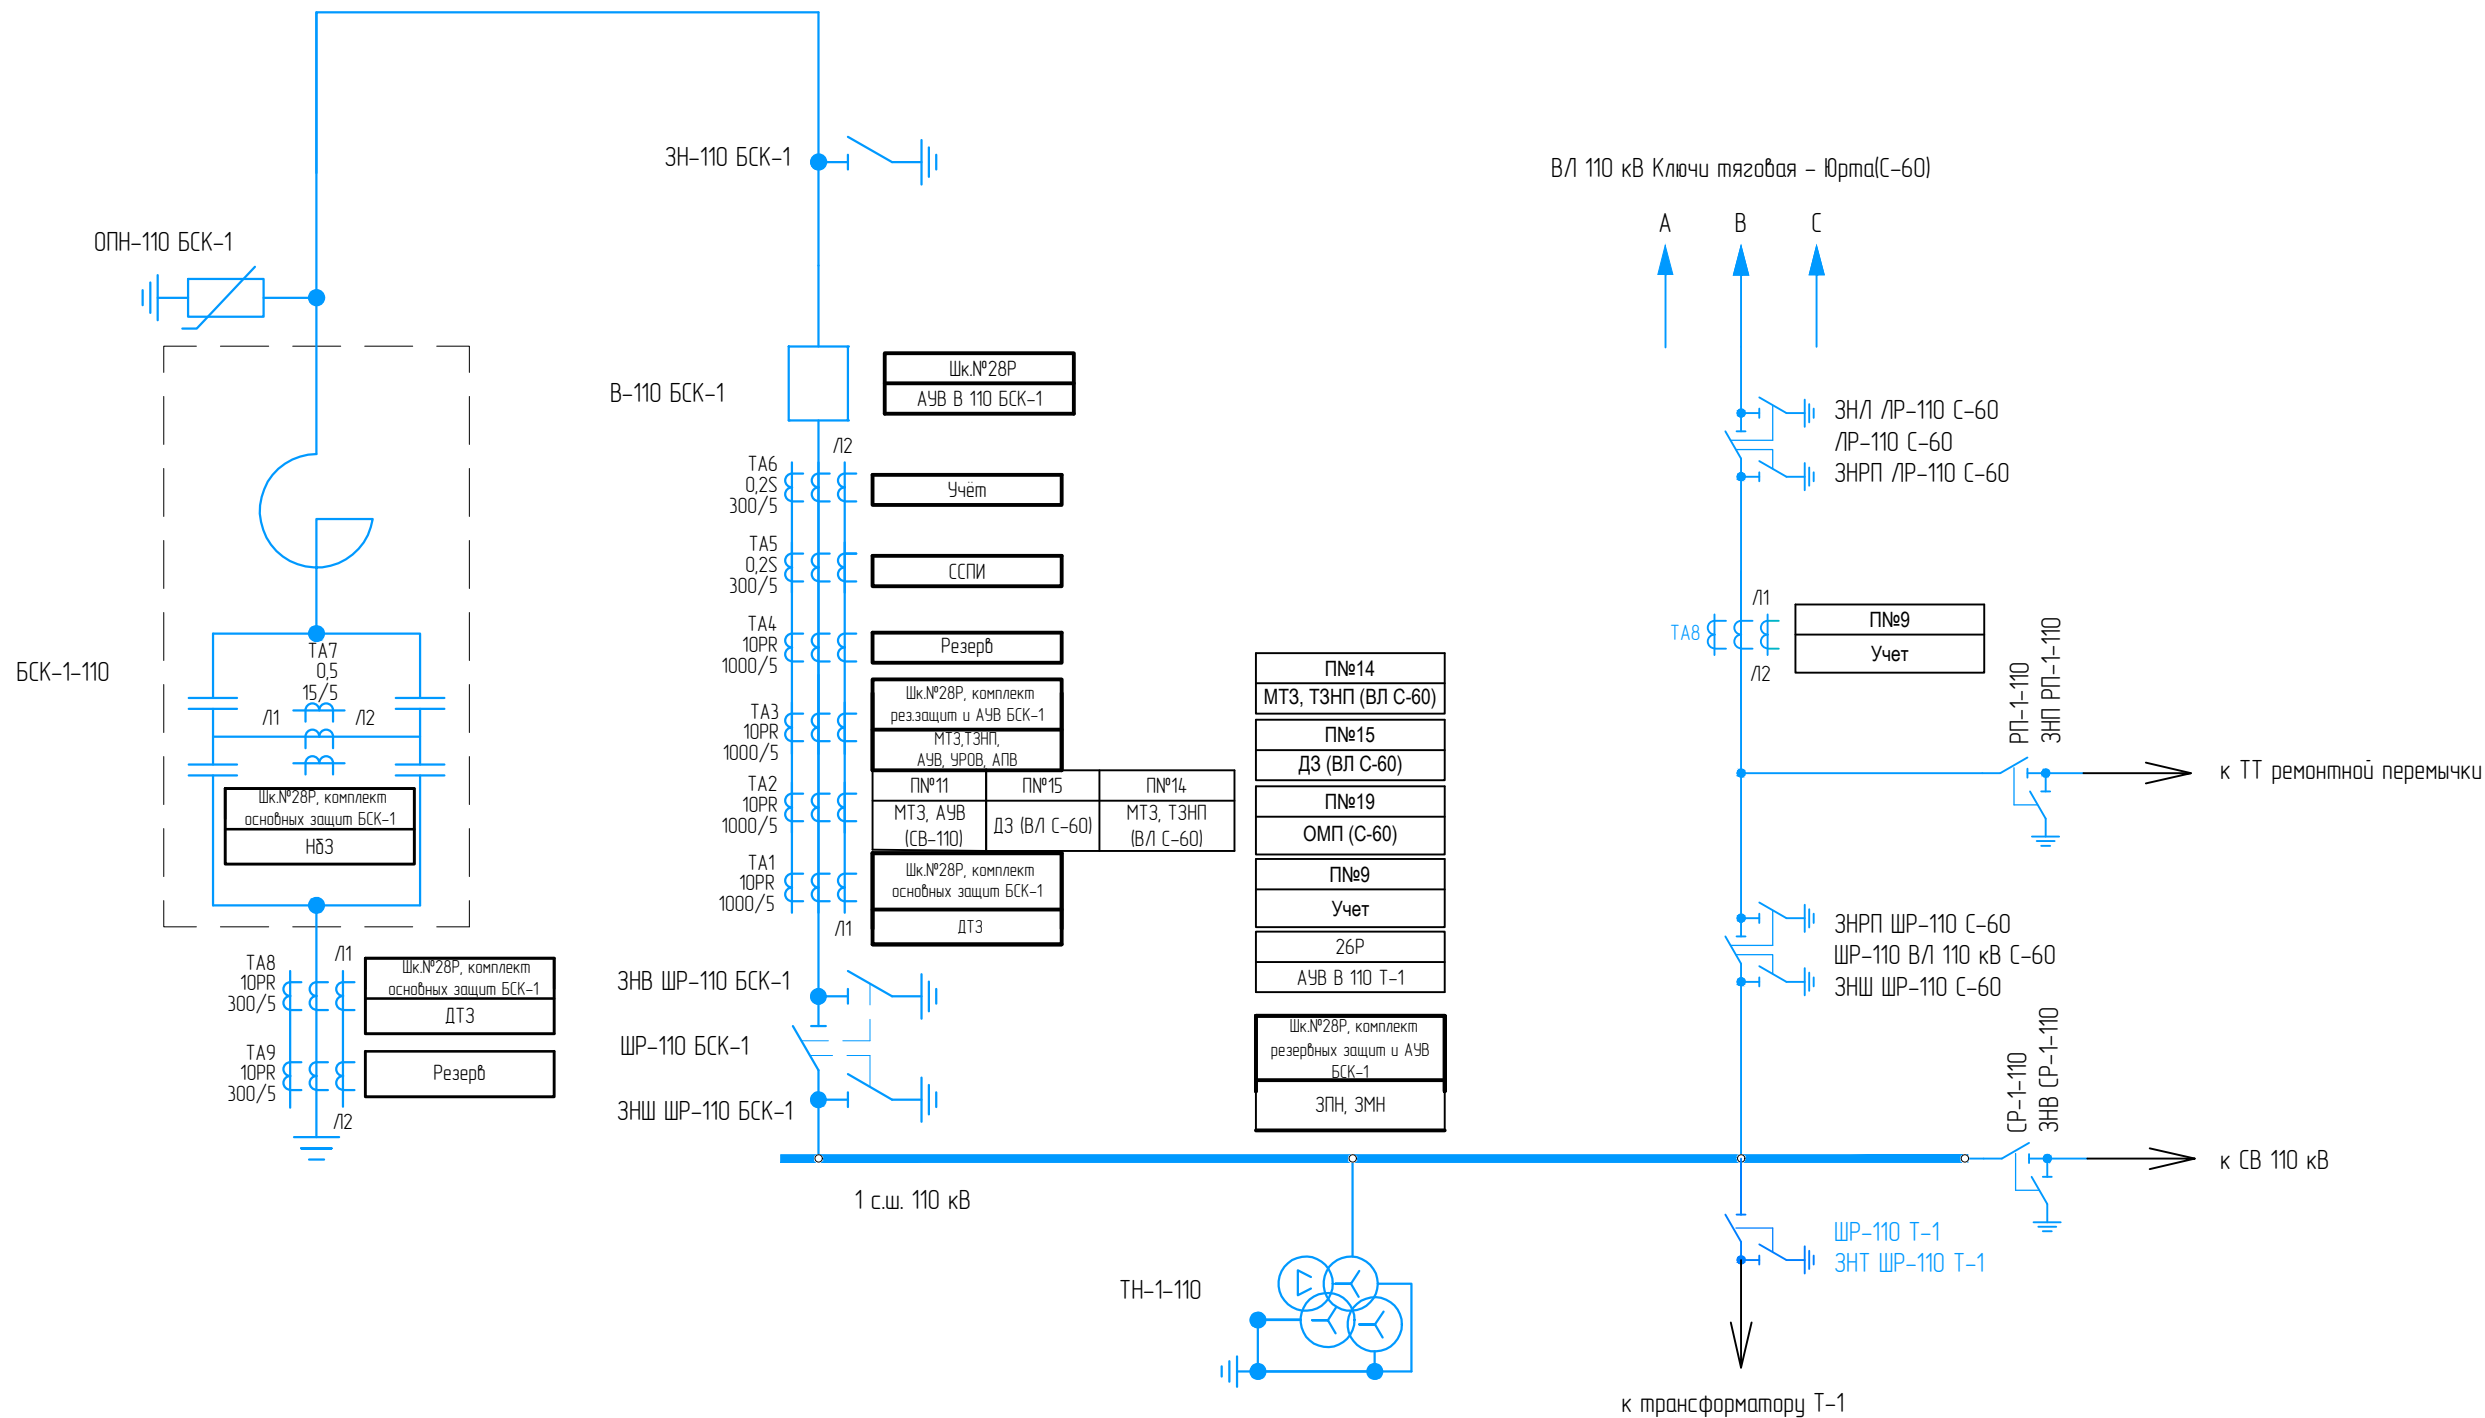 ЗН-110 БСК-1
ОПН-110 БСК-1
БСК-1-110
ТА7
0,5
15/5
Л1
Л2
Шк.№28Р, комплект
основных защит БСК-1
НбЗ
ТА8
10PR
300/5
Л1
Шк.№28Р, комплект
основных защит БСК-1
ДТЗ
ТА9
10PR
300/5
Л2
Резерв
В-110 БСК-1
Шк.№28Р
АУВ В 110 БСК-1
Л2
ТА6
0,2S
300/5
Учёт
ТА5
0,2S
300/5
ССПИ
ТА4
10PR
1000/5
Резерв
ТА3
10PR
1000/5
Шк.№28Р, комплект
рез.защит и АУВ БСК-1
МТЗ,ТЗНП,
АУВ, УРОВ, АПВ
ТА2
10PR
1000/5
П№11
П№15
П№14
МТЗ, АУВ
(СВ-110)
ДЗ (ВЛ С-60)
МТЗ, ТЗНП
(ВЛ С-60)
ТА1
10PR
1000/5
Л1
Шк.№28Р, комплект
основных защит БСК-1
ДТЗ
ЗНВ ШР-110 БСК-1
ШР-110 БСК-1
ЗНШ ШР-110 БСК-1
1 с.ш. 110 кВ
П№14
МТЗ, ТЗНП (ВЛ С-60)
П№15
ДЗ (ВЛ С-60)
П№19
ОМП (С-60)
П№9
Учет
26Р
АУВ В 110 Т-1
Шк.№28Р, комплект
резервных защит и АУВ
БСК-1
ЗПН, ЗМН
ТН-1-110
ВЛ 110 кВ Ключи тяговая - Юрта(С-60)
А
В
С
ЗНЛ ЛР-110 С-60
ЛР-110 С-60
ЗНРП ЛР-110 С-60
ТА8
Л1
Л2
П№9
Учет
РП-1-110
ЗНП РП-1-110
к ТТ ремонтной перемычки
ЗНРП ШР-110 С-60
ШР-110 ВЛ 110 кВ С-60
ЗНШ ШР-110 С-60
СР-1-110
ЗНВ СР-1-110
к СВ 110 кВ
ШР-110 Т-1
ЗНТ ШР-110 Т-1
к трансформатору Т-1